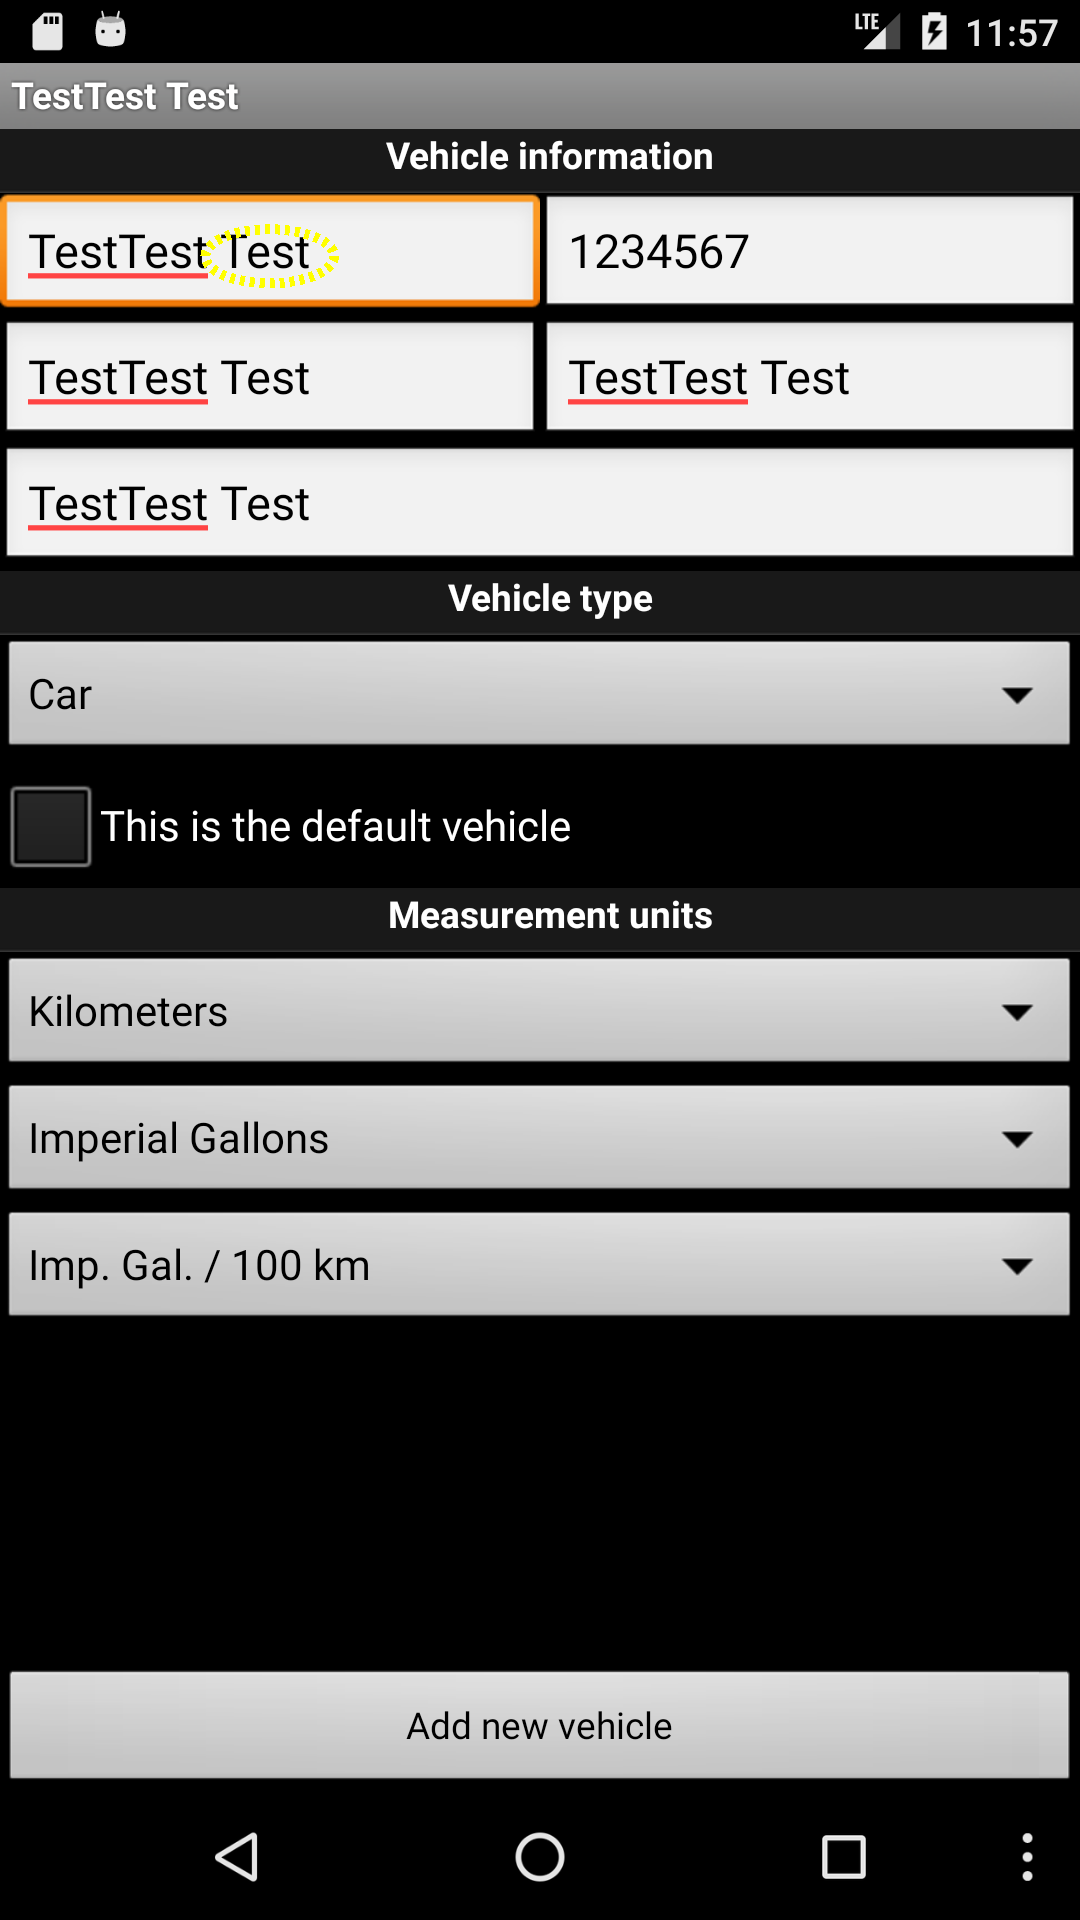 LTE 11:57
TestTest Test
Vehicle information
TestTest Test 1234567
TestTest Test TestTest Test
TestTest Test
Vehicle type
Car
This is the default vehicle
Measurement units
Kilometers
Imperial Gallons
Imp. Gal. / 100 km
Add new vehicle